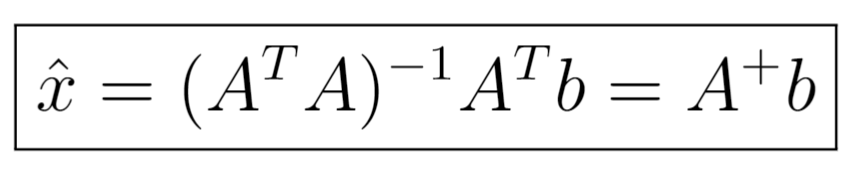 x̂ = (AᵀA)⁻¹Aᵀb = A⁺b